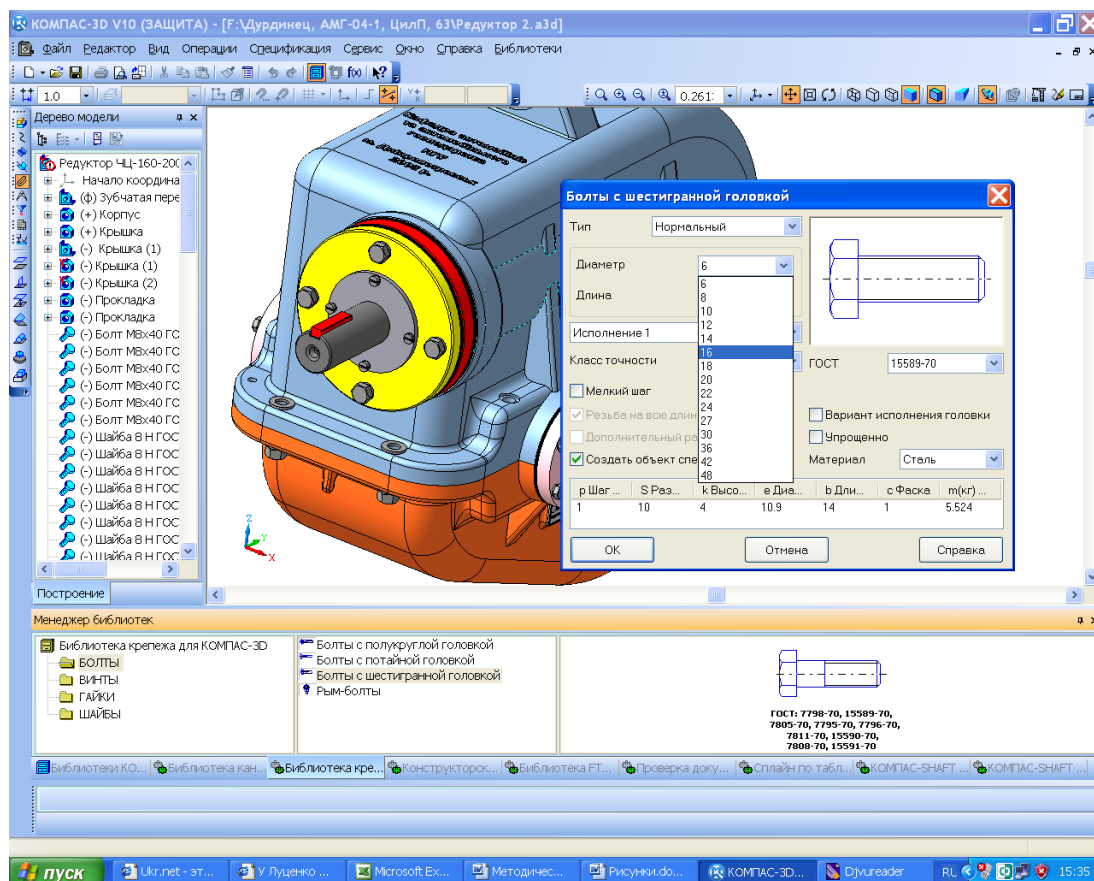 КОМПАС-3D V10 (ЗАЩИТА) - [F:\Дурдинец, АМГ-04-1, ЦилП, 63\Редуктор 2.a3d]
Файл Редактор Вид Операции Спецификация Сервис Окно Справка Библиотеки
1.0
0.261:
Дерево модели
Редуктор ЧЦ-160-200
Начало координа
(ф) Зубчатая пере
(+) Корпус
(+) Крышка
(-) Крышка (1)
(-) Крышка (1)
(-) Крышка (2)
(-) Прокладка
(-) Прокладка
(-) Болт М8х40 ГО
(-) Болт М8х40 ГС
(-) Болт М8х40 ГС
(-) Болт М8х40 ГС
(-) Болт М8х40 ГС
(-) Болт М8х40 ГС
(-) Шайба 8 Н ГОС
(-) Шайба 8 Н ГОС
(-) Шайба 8 Н ГОС
(-) Шайба 8 Н ГОС
(-) Шайба 8 Н ГОС
(-) Шайба 8 Н ГОС
(-) Шайба 8 Н ГОС
(-) Шайба 8 Н ГОС
Построение
Z
Y
X
Болты с шестигранной головкой
Тип Нормальный
Диаметр 6
Длина
6
8
10
12
14
16
18
20
22
24
27
30
36
42
48
Исполнение 1
Класс точности
ГОСТ 15589-70
Мелкий шаг
Резьба на всю длин
Вариант исполнения головки
Дополнительный ра
Упрощенно
Создать объект спе
Материал Сталь
p Шаг ... S Раз... k Высо... e Диа... b Дли... c Фаска m(кг) ...
1 10 4 10.9 14 1 5.524
OK Отмена Справка
Менеджер библиотек
Библиотека крепежа для КОМПАС-3D
БОЛТЫ
ВИНТЫ
ГАЙКИ
ШАЙБЫ
Болты с полукруглой головкой
Болты с потайной головкой
Болты с шестигранной головкой
Рым-болты
ГОСТ: 7798-70, 15589-70,
7805-70, 7795-70, 7796-70,
7811-70, 15590-70,
7808-70, 15591-70
Библиотеки КО... Библиотека кан... Библиотека кре... Конструкторск... Библиотека FT... Проверка доку... Сплайн по табл... КОМПАС-SHAFT ... КОМПАС-SHAFT ...
пуск Ukr.net - эт... У Луценко ... Microsoft Ex... Методичес... Рисунки.do... КОМПАС-3D... Djvureader RU 15:35